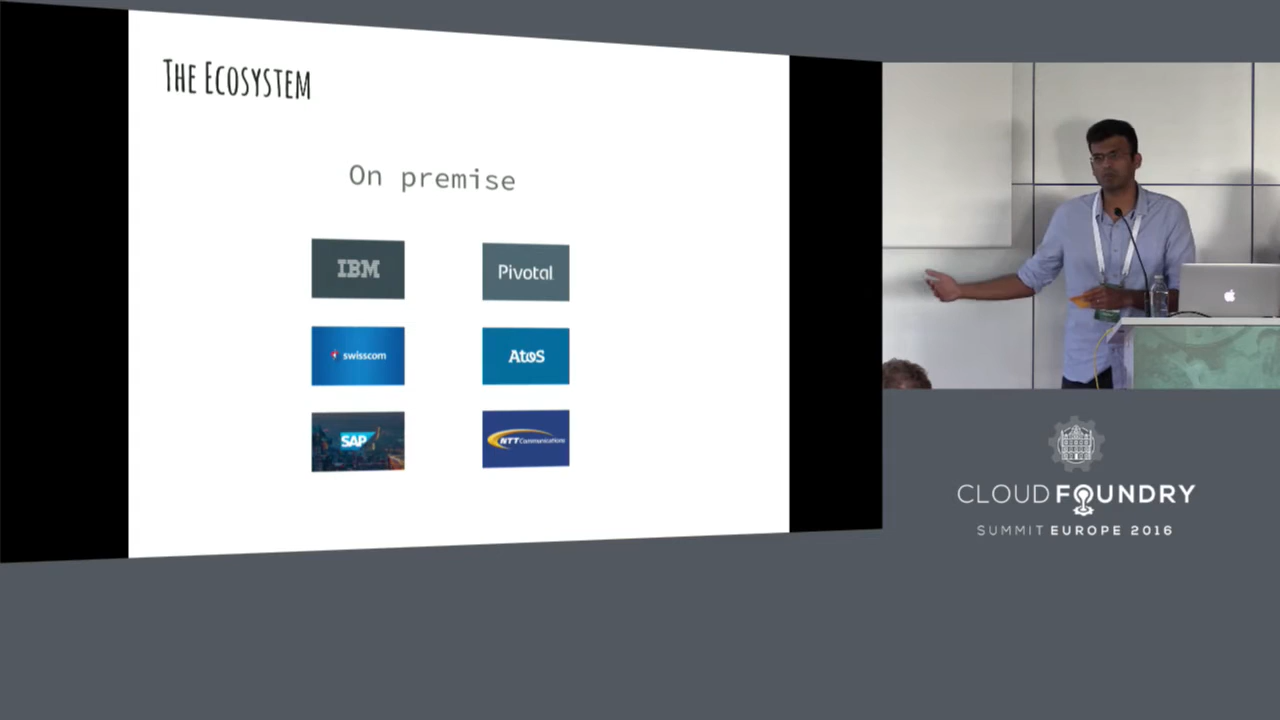 The Ecosystem
On premise
IBM
Pivotal
swisscom
Atos
SAP
NTT Communications
CLOUD FOUNDRY
SUMMIT EUROPE 2016